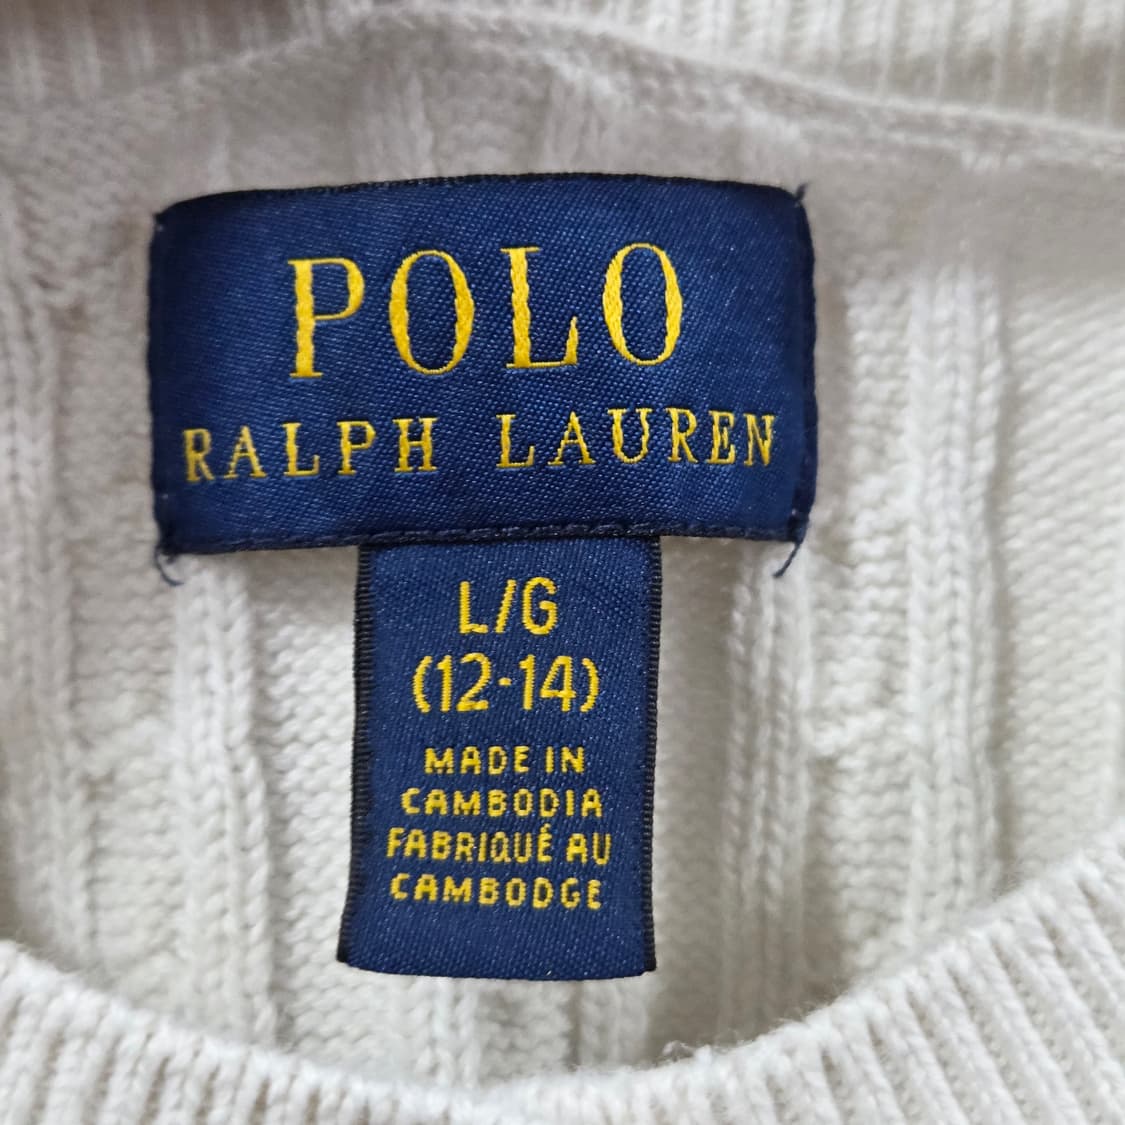 POLO
RALPH LAUREN
L/G
(12-14)
MADE IN
CAMBODIA
FABRIQUÉ AU
CAMBODGE